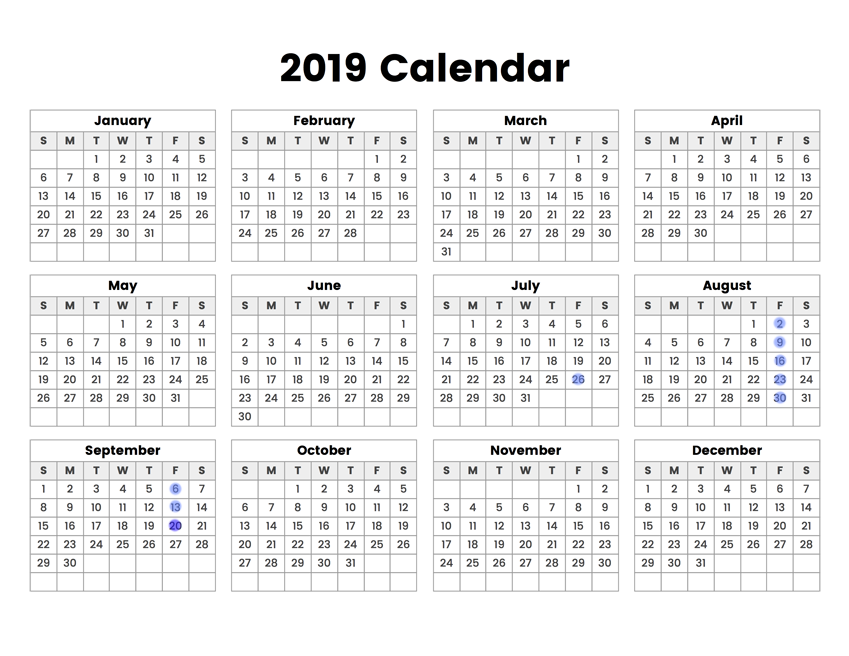 2019 Calendar
January February March April
S M T W T F S S M T W T F S S M T W T F S S M T W T F S
1 2 3 4 5 1 2 1 2 1 2 3 4 5 6
6 7 8 9 10 11 12 3 4 5 6 7 8 9 3 4 5 6 7 8 9 7 8 9 10 11 12 13
13 14 15 16 17 18 19 10 11 12 13 14 15 16 10 11 12 13 14 15 16 14 15 16 17 18 19 20
20 21 22 23 24 25 26 17 18 19 20 21 22 23 17 18 19 20 21 22 23 21 22 23 24 25 26 27
27 28 29 30 31 24 25 26 27 28 24 25 26 27 28 29 30 28 29 30
31
May June July August
S M T W T F S S M T W T F S S M T W T F S S M T W T F S
1 2 3 4 1 1 2 3 4 5 6 1 2 3
5 6 7 8 9 10 11 2 3 4 5 6 7 8 7 8 9 10 11 12 13 4 5 6 7 8 9 10
12 13 14 15 16 17 18 9 10 11 12 13 14 15 14 15 16 17 18 19 20 11 12 13 14 15 16 17
19 20 21 22 23 24 25 16 17 18 19 20 21 22 21 22 23 24 25 26 27 18 19 20 21 22 23 24
26 27 28 29 30 31 23 24 25 26 27 28 29 28 29 30 31 25 26 27 28 29 30 31
30
September October November December
S M T W T F S S M T W T F S S M T W T F S S M T W T F S
1 2 3 4 5 6 7 1 2 3 4 5 1 2 1 2 3 4 5 6 7
8 9 10 11 12 13 14 6 7 8 9 10 11 12 3 4 5 6 7 8 9 8 9 10 11 12 13 14
15 16 17 18 19 20 21 13 14 15 16 17 18 19 10 11 12 13 14 15 16 15 16 17 18 19 20 21
22 23 24 25 26 27 28 20 21 22 23 24 25 26 17 18 19 20 21 22 23 22 23 24 25 26 27 28
29 30 27 28 29 30 31 24 25 26 27 28 29 30 29 30 31